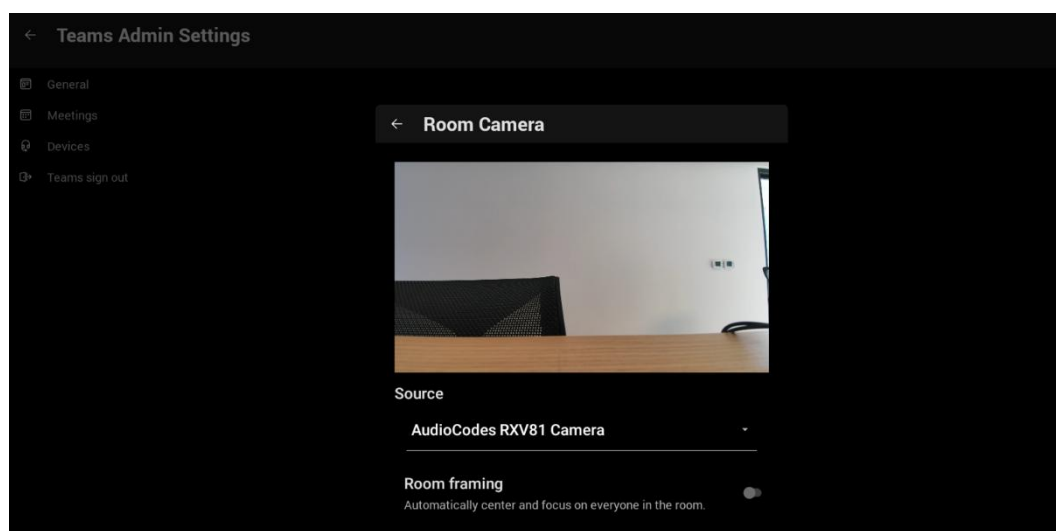 Teams Admin Settings
General
Meetings
Devices
Teams sign out
Room Camera
Source
AudioCodes RXV81 Camera
Room framing
Automatically center and focus on everyone in the room.